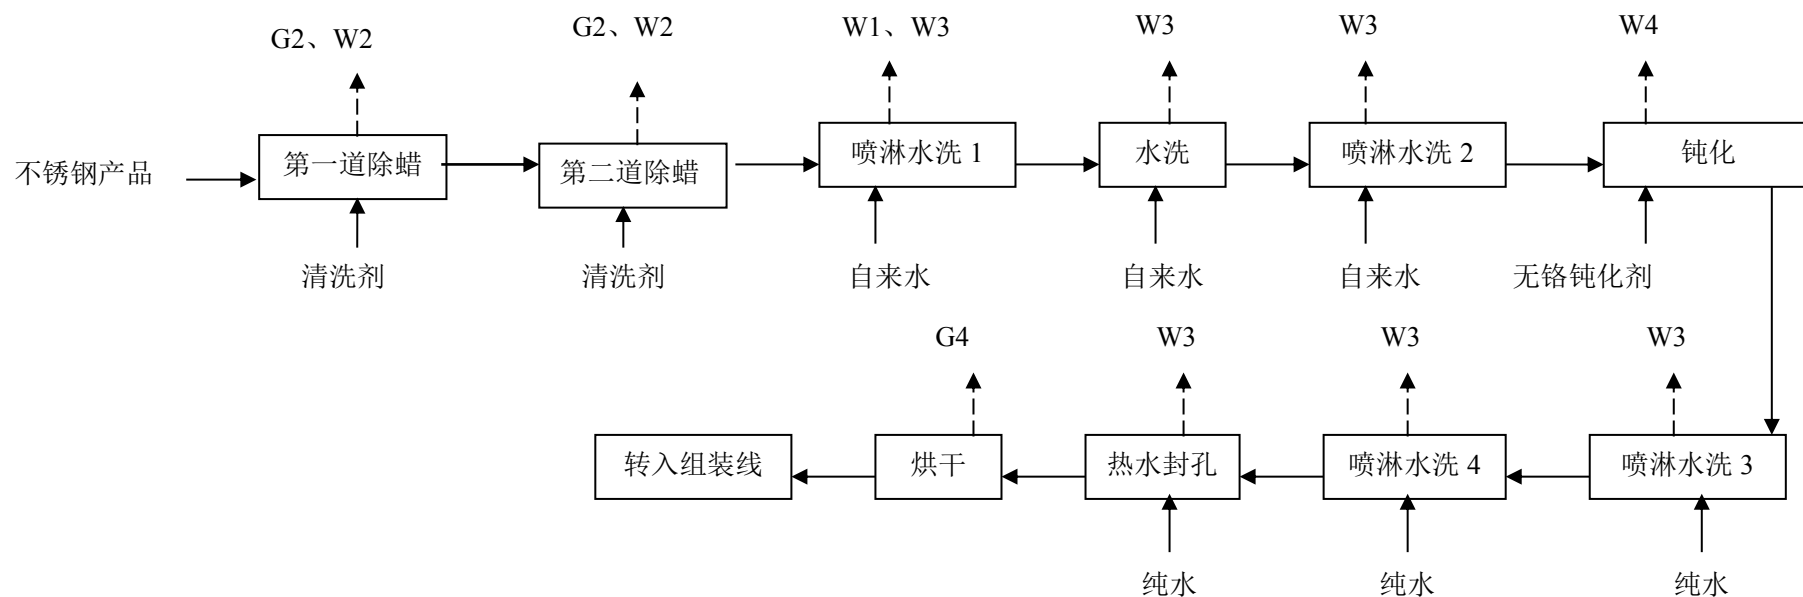 G2、W2
G2、W2
W1、W3
W3
W3
W4
不锈钢产品
第一道除蜡
第二道除蜡
喷淋水洗 1
水洗
喷淋水洗 2
钝化
清洗剂
清洗剂
自来水
自来水
自来水
无铬钝化剂
G4
W3
W3
W3
转入组装线
烘干
热水封孔
喷淋水洗 4
喷淋水洗 3
纯水
纯水
纯水